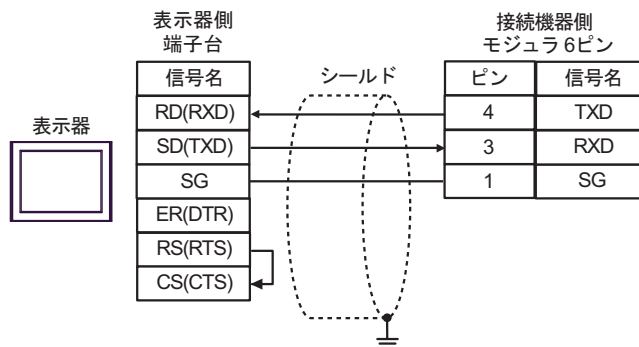 表示器側
端子台
接続機器側
モジュラ 6ピン
信号名
シールド
ピン
信号名
表示器
RD(RXD)
4
TXD
SD(TXD)
3
RXD
SG
1
SG
ER(DTR)
RS(RTS)
CS(CTS)